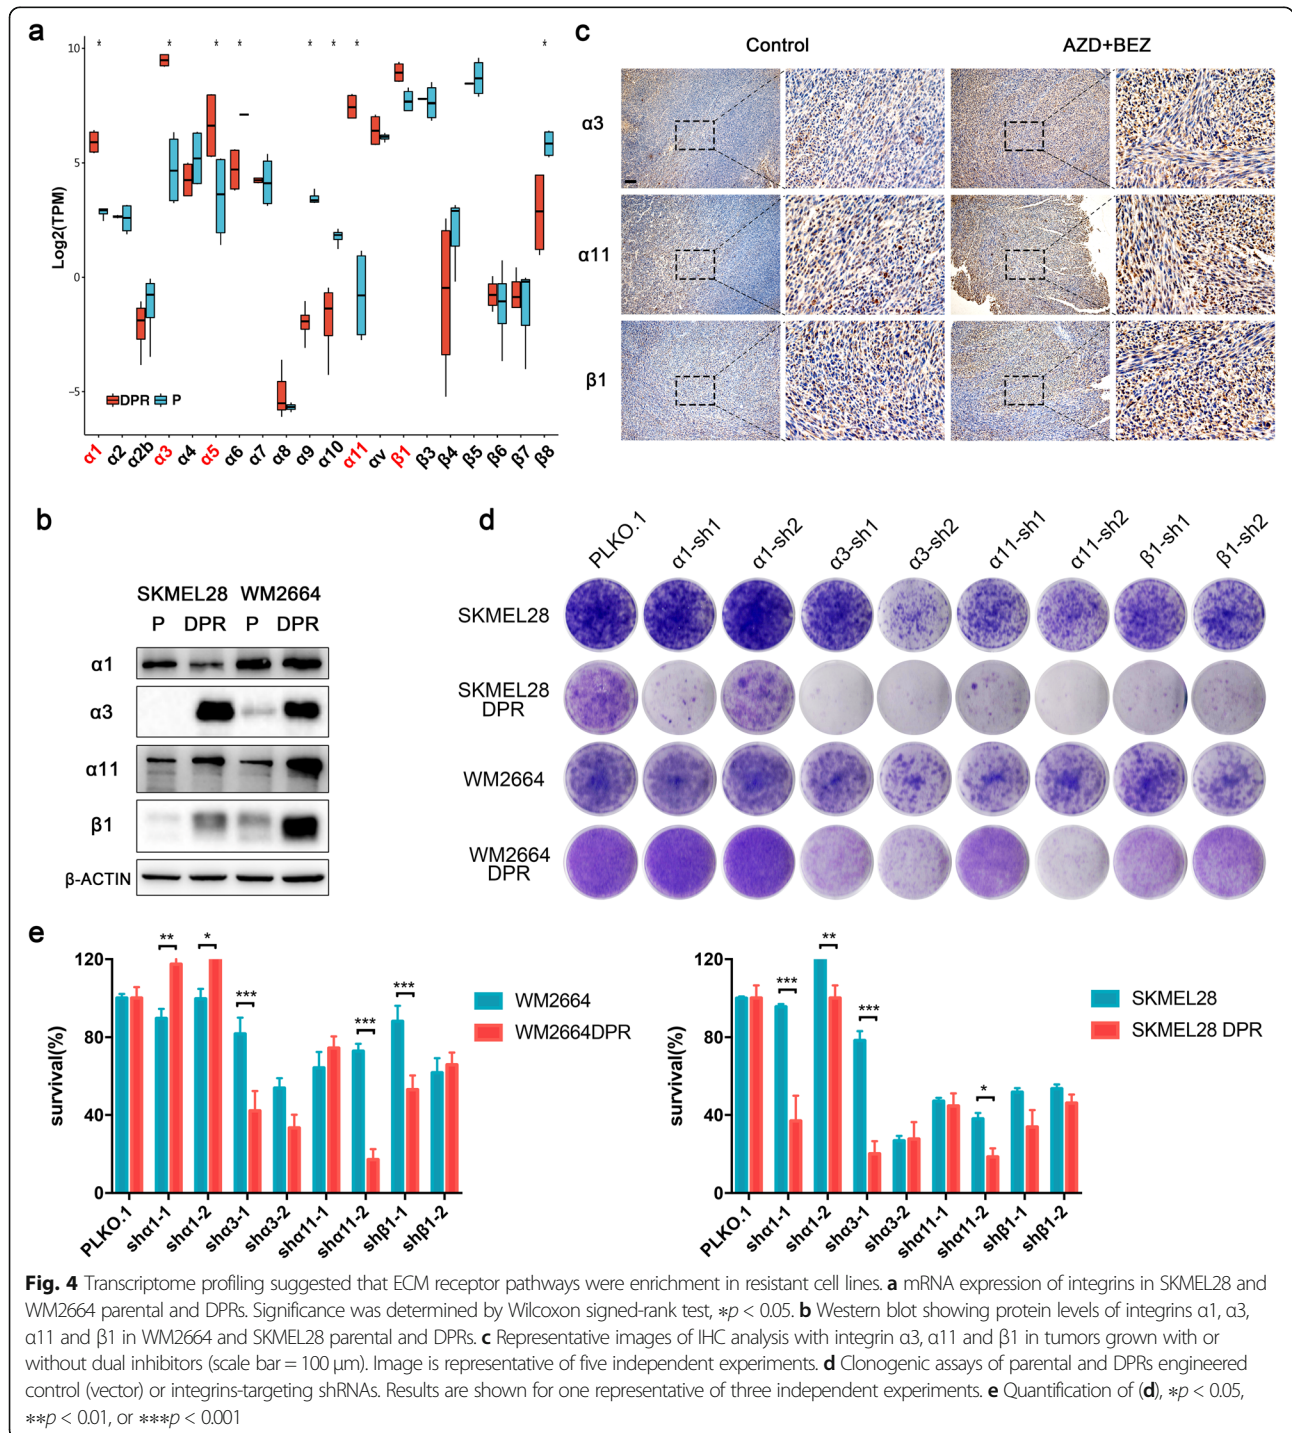 a
* * * * * * * *
10
5
0
−5
Log2(TPM)
DPR P
α1 α2 α2b α3 α4 α5 α6 α7 α8 α9 α10 α11 αv β1 β3 β4 β5 β6 β7 β8
c
Control AZD+BEZ
α3
α11
β1
b
SKMEL28 WM2664
P DPR P DPR
α1
α3
α11
β1
β-ACTIN
d
PLKO.1 α1-sh1 α1-sh2 α3-sh1 α3-sh2 α11-sh1 α11-sh2 β1-sh1 β1-sh2
SKMEL28
SKMEL28
DPR
WM2664
WM2664
DPR
e
survival(%)
120
80
40
0
** * *** *** ***
WM2664
WM2664DPR
PLKO.1 shα1-1 shα1-2 shα3-1 shα3-2 shα11-1 shα11-2 shβ1-1 shβ1-2
survival(%)
120
80
40
0
*** ** *** *
SKMEL28
SKMEL28 DPR
PLKO.1 shα1-1 shα1-2 shα3-1 shα3-2 shα11-1 shα11-2 shβ1-1 shβ1-2
Fig. 4 Transcriptome profiling suggested that ECM receptor pathways were enrichment in resistant cell lines. a mRNA expression of integrins in SKMEL28 and
WM2664 parental and DPRs. Significance was determined by Wilcoxon signed-rank test, *p < 0.05. b Western blot showing protein levels of integrins α1, α3,
α11 and β1 in WM2664 and SKMEL28 parental and DPRs. c Representative images of IHC analysis with integrin α3, α11 and β1 in tumors grown with or
without dual inhibitors (scale bar = 100 μm). Image is representative of five independent experiments. d Clonogenic assays of parental and DPRs engineered
control (vector) or integrins-targeting shRNAs. Results are shown for one representative of three independent experiments. e Quantification of (d), *p < 0.05,
**p < 0.01, or ***p < 0.001